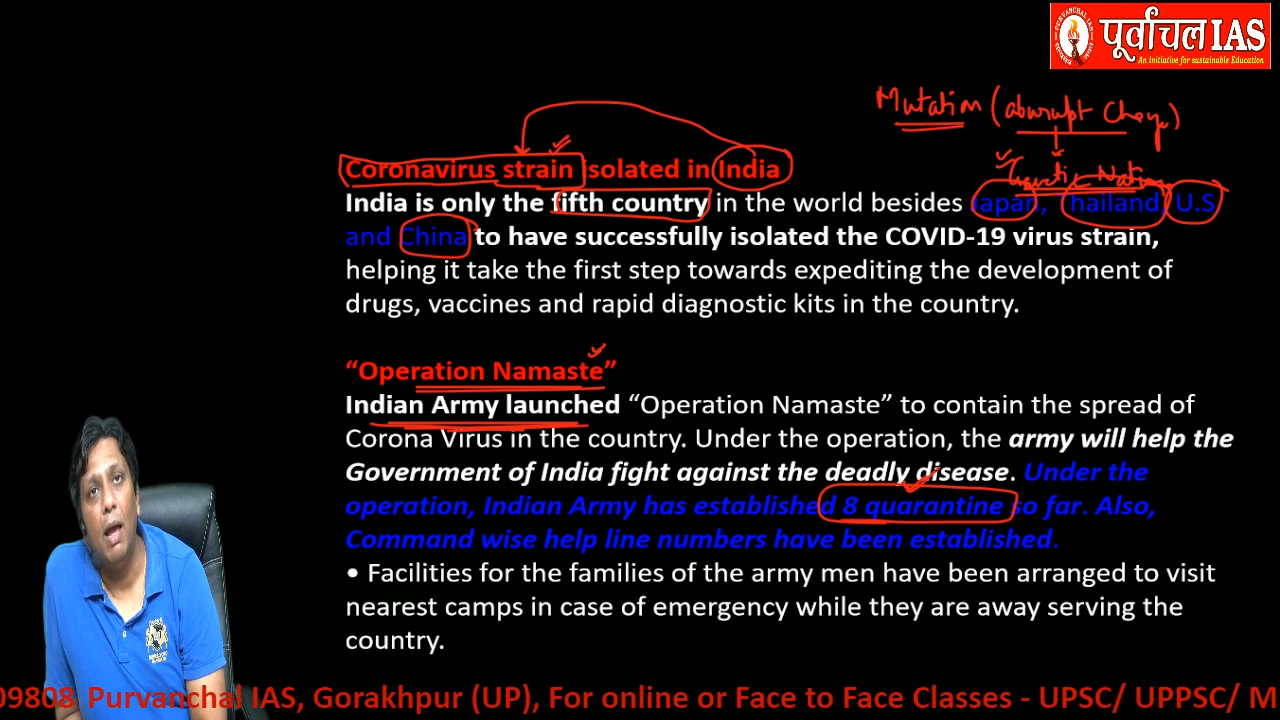 पूर्वांचल IAS
An Initiative for sustainable Education
Mutation (abrupt Change)
Coronavirus strain isolated in India
India is only the fifth country in the world besides Japan, Thailand U.S
and China to have successfully isolated the COVID-19 virus strain,
helping it take the first step towards expediting the development of
drugs, vaccines and rapid diagnostic kits in the country.
“Operation Namaste”
Indian Army launched “Operation Namaste” to contain the spread of
Corona Virus in the country. Under the operation, the army will help the
Government of India fight against the deadly disease. Under the
operation, Indian Army has established 8 quarantine so far. Also,
Command wise help line numbers have been established.
• Facilities for the families of the army men have been arranged to visit
nearest camps in case of emergency while they are away serving the
country.
09808 Purvanchal IAS, Gorakhpur (UP), For online or Face to Face Classes - UPSC/ UPPSC/ M